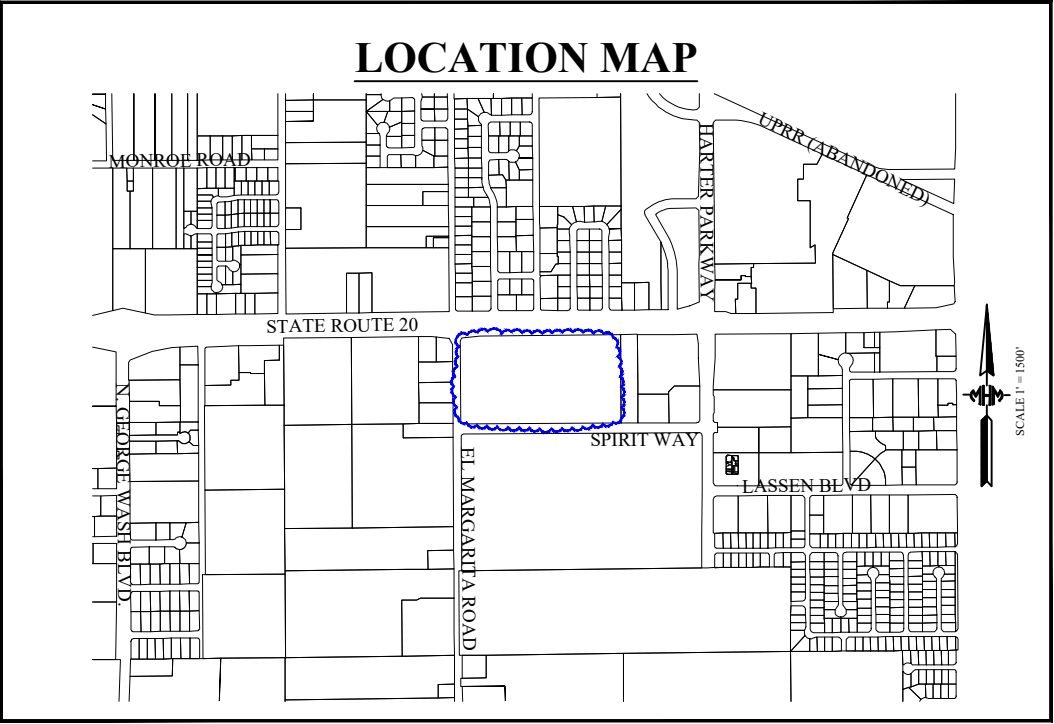 LOCATION MAP
UPRR (ABANDONED)
MONROE ROAD
HARTER PARKWAY
STATE ROUTE 20
SCALE 1' = 1500'
MHM
N. GEORGE WASH BLVD.
SPIRIT WAY
EL MARGARITA ROAD
LASSEN BLVD